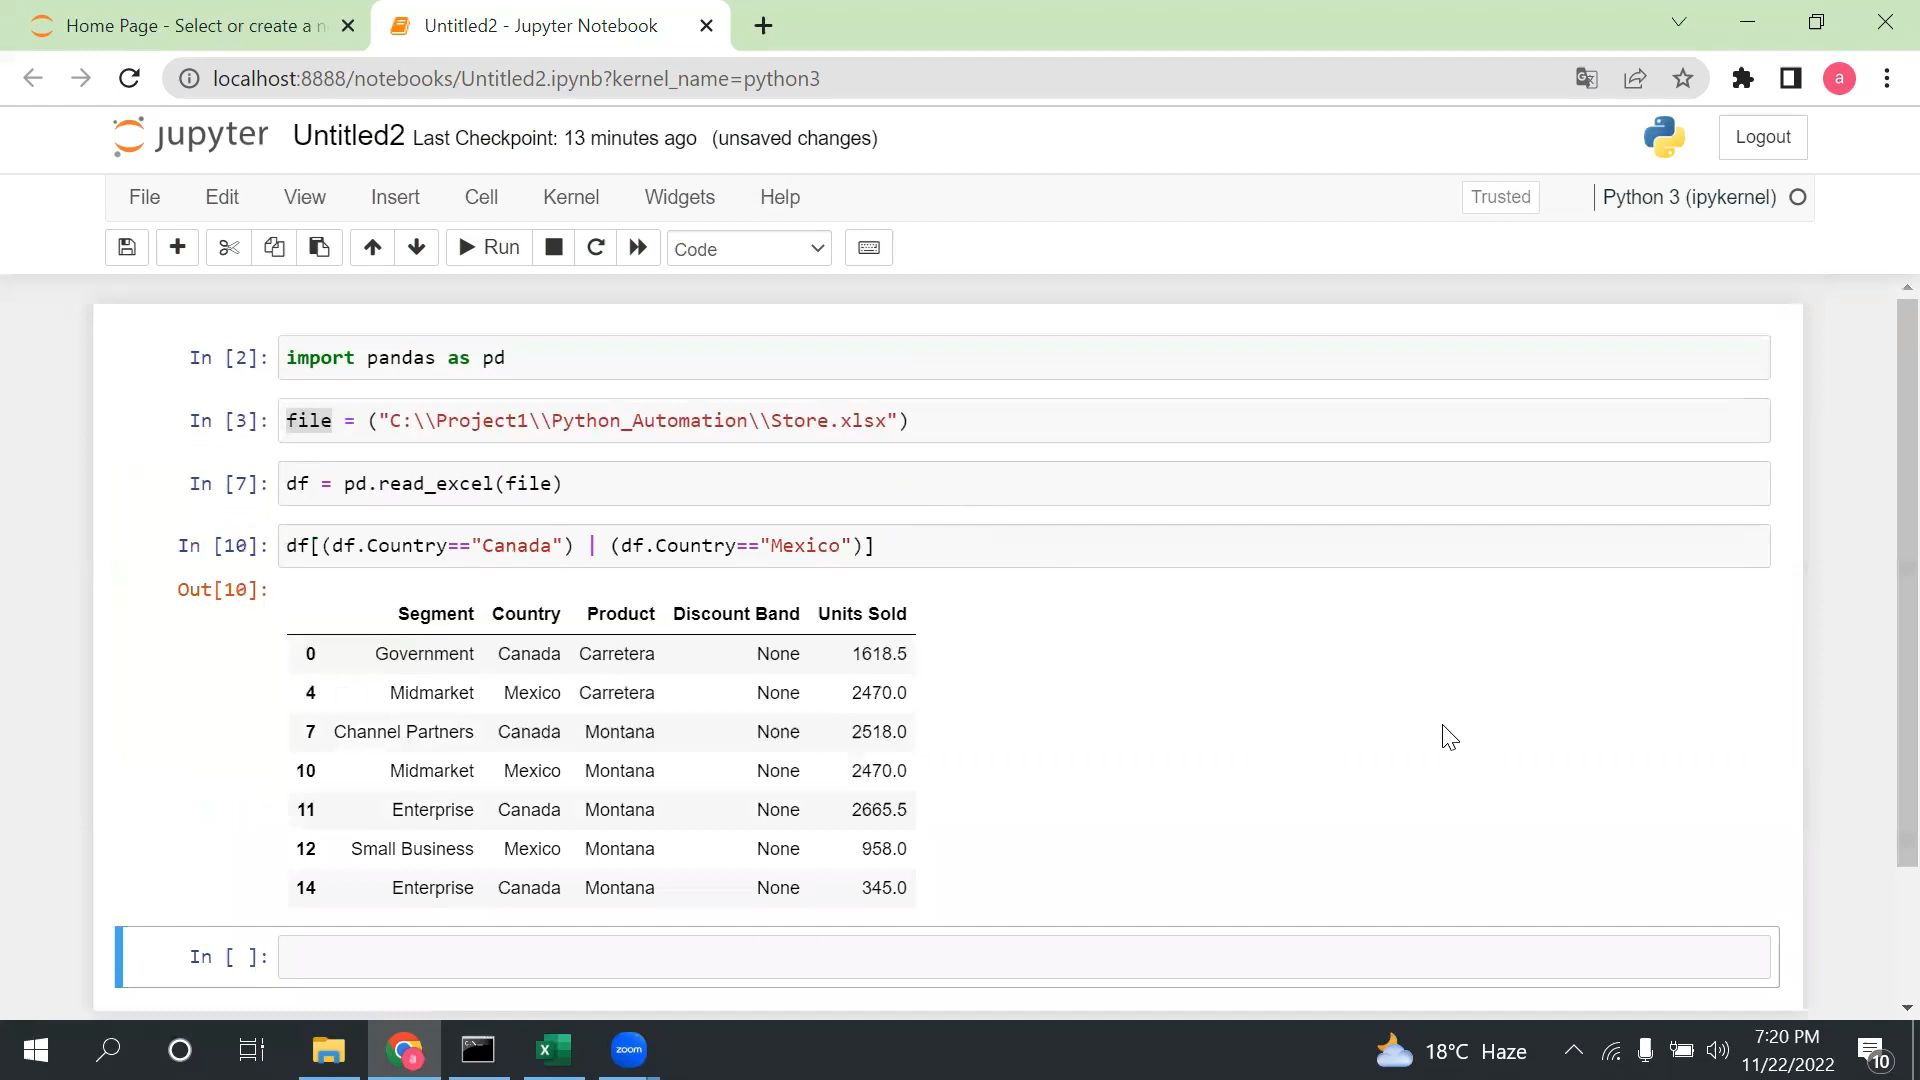 Home Page - Select or create a n
Untitled2 - Jupyter Notebook
localhost:8888/notebooks/Untitled2.ipynb?kernel_name=python3
a
jupyter Untitled2 Last Checkpoint: 13 minutes ago (unsaved changes)
Logout
File Edit View Insert Cell Kernel Widgets Help
Trusted
Python 3 (ipykernel)
Run
Code
In [2]: import pandas as pd
In [3]: file = ("C:\\Project1\\Python_Automation\\Store.xlsx")
In [7]: df = pd.read_excel(file)
In [10]: df[(df.Country=="Canada") | (df.Country=="Mexico")]
Out[10]:
Segment Country Product Discount Band Units Sold
0 Government Canada Carretera None 1618.5
4 Midmarket Mexico Carretera None 2470.0
7 Channel Partners Canada Montana None 2518.0
10 Midmarket Mexico Montana None 2470.0
11 Enterprise Canada Montana None 2665.5
12 Small Business Mexico Montana None 958.0
14 Enterprise Canada Montana None 345.0
In [ ]:
a
zoom
18°C Haze
7:20 PM
11/22/2022
10